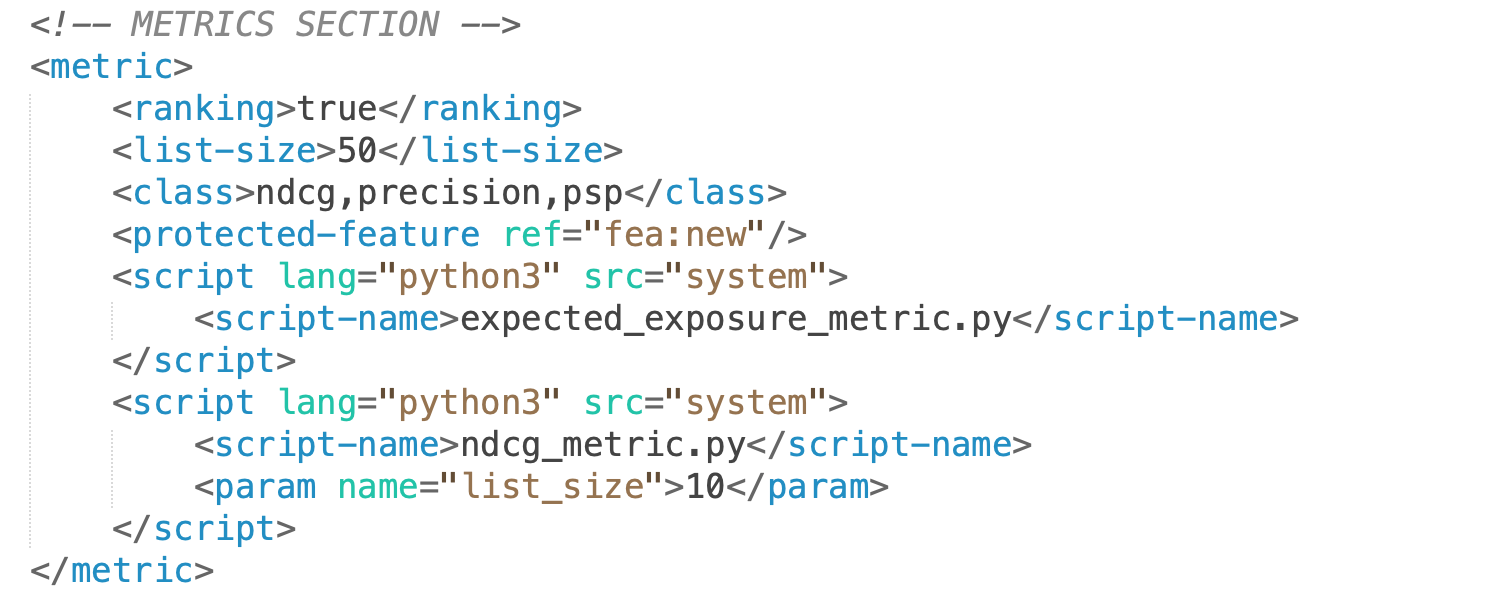 <!-- METRICS SECTION -->
<metric>
    <ranking>true</ranking>
    <list-size>50</list-size>
    <class>ndcg,precision,psp</class>
    <protected-feature ref="fea:new"/>
    <script lang="python3" src="system">
        <script-name>expected_exposure_metric.py</script-name>
    </script>
    <script lang="python3" src="system">
        <script-name>ndcg_metric.py</script-name>
        <param name="list_size">10</param>
    </script>
</metric>